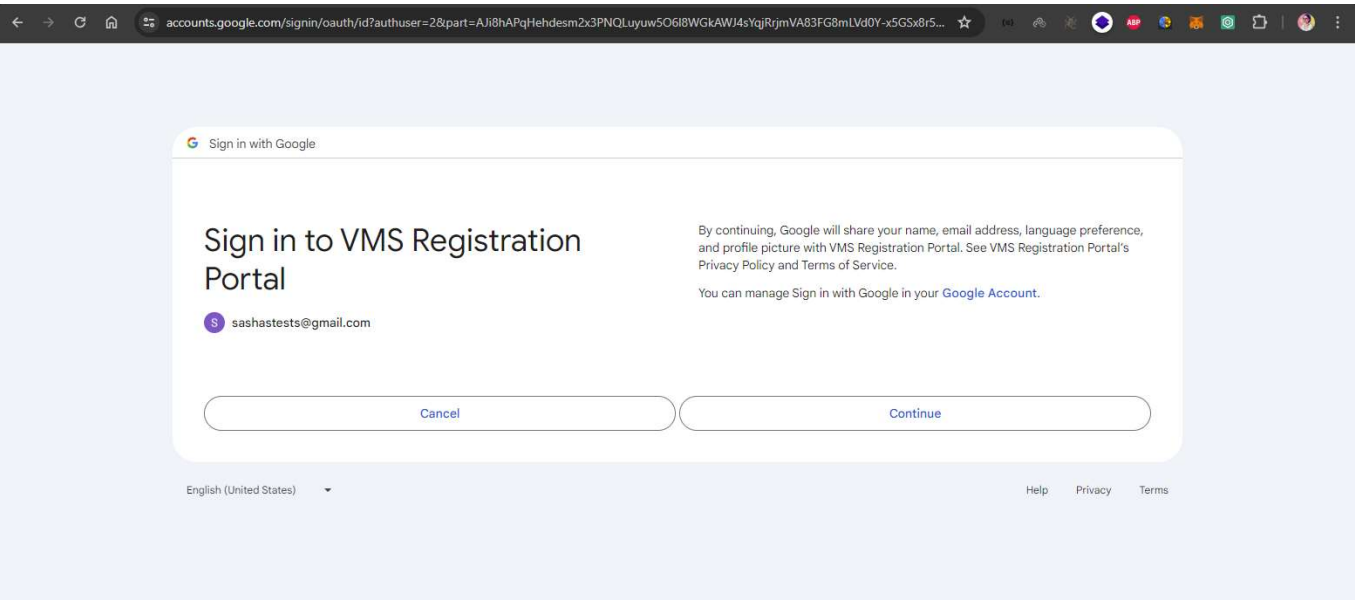 accounts.google.com/signin/oauth/id?authuser=2&part=AJi8hAPqHehdesm2x3PNQLuyuw5O6I8WGkAWJ4sYqjRrjmVA83FG8mLVd0Y-x5GSx8r5...
ABP
G Sign in with Google
Sign in to VMS Registration
Portal
S sashastests@gmail.com
By continuing, Google will share your name, email address, language preference,
and profile picture with VMS Registration Portal. See VMS Registration Portal's
Privacy Policy and Terms of Service.
You can manage Sign in with Google in your Google Account.
Cancel
Continue
English (United States)
Help Privacy Terms